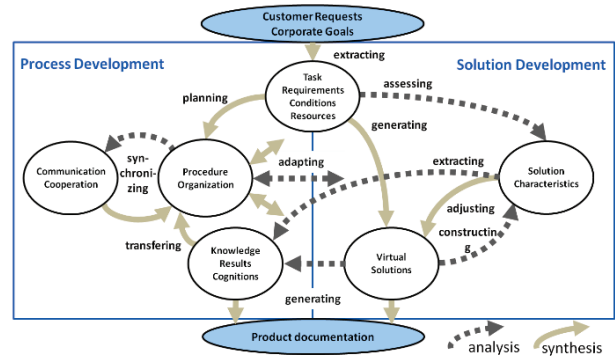 Customer Requests
Corporate Goals
extracting
Process Development
Solution Development
Task
Requirements
Conditions
Resources
assessing
planning
generating
syn-
chroni-
zing
adapting
extracting
Communication
Cooperation
Procedure
Organization
Solution
Characteristics
adjusting
constructin
g
transfering
Knowledge
Results
Cognitions
Virtual
Solutions
generating
Product documentation
analysis
synthesis